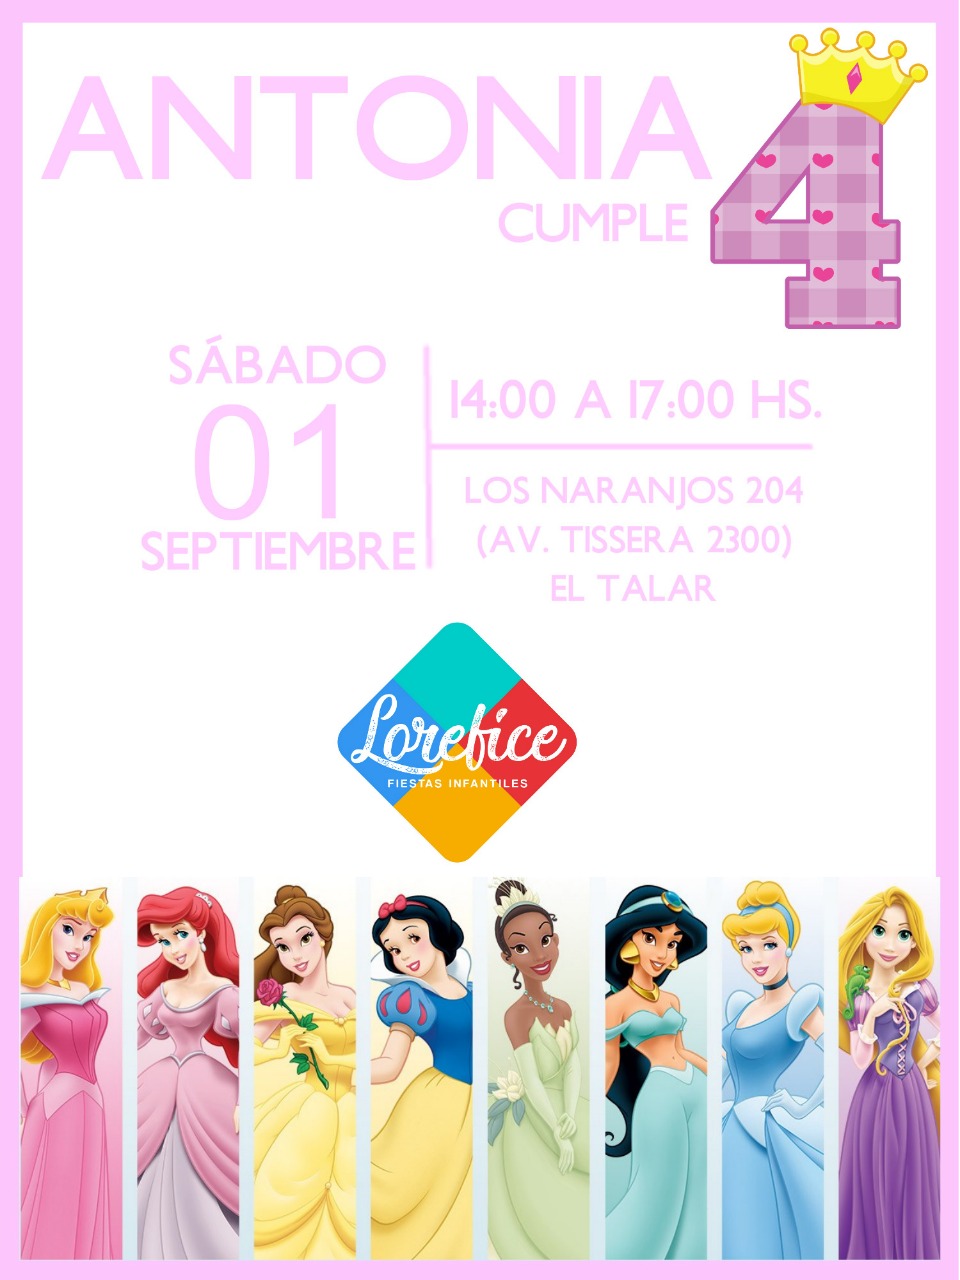 ANTONIA
CUMPLE
4
SÁBADO
01
SEPTIEMBRE
14:00 A 17:00 HS.
LOS NARANJOS 204
(AV. TISSERA 2300)
EL TALAR
Lorefice
FIESTAS INFANTILES